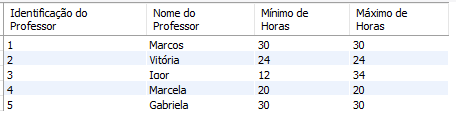 Identificação do Professor Nome do Professor Mínimo de Horas Máximo de Horas
1 Marcos 30 30
2 Vitória 24 24
3 Igor 12 34
4 Marcela 20 20
5 Gabriela 30 30